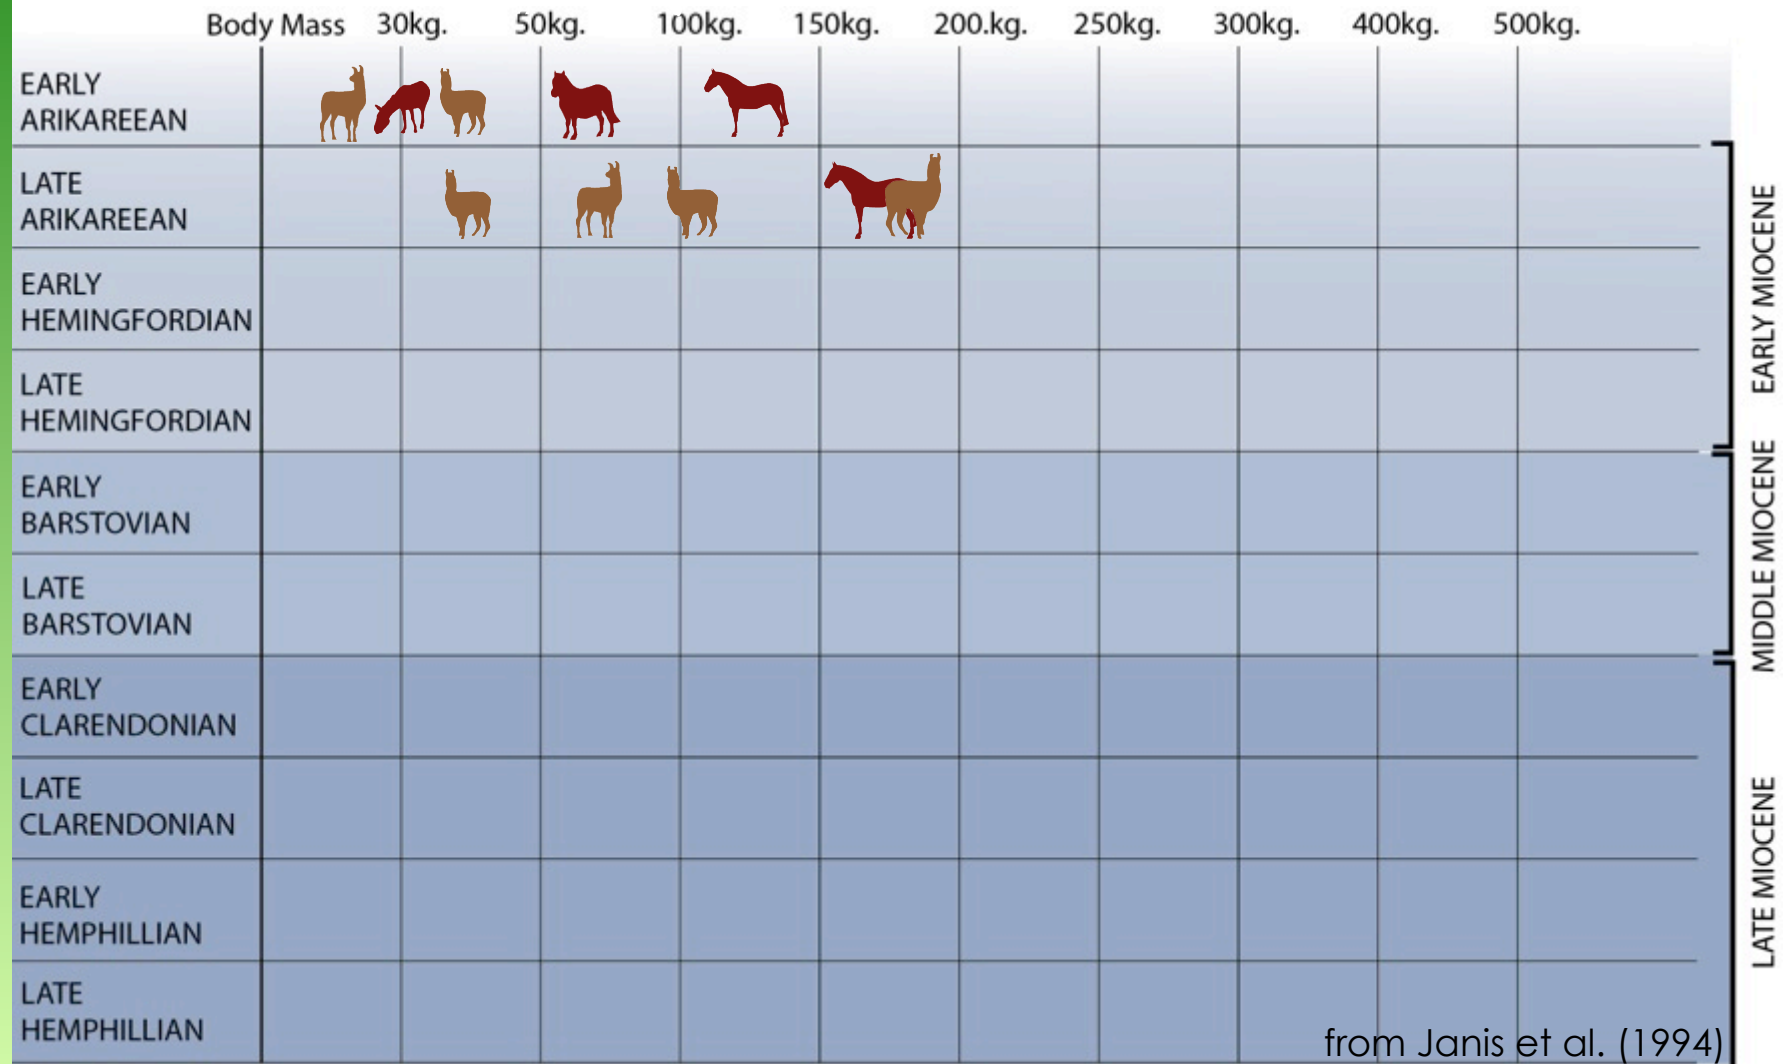 Body Mass 30kg. 50kg. 100kg. 150kg. 200.kg. 250kg. 300kg. 400kg. 500kg.
EARLY
ARIKAREEAN
LATE
ARIKAREEAN
EARLY
HEMINGFORDIAN
LATE
HEMINGFORDIAN
EARLY MIOCENE
EARLY
BARSTOVIAN
LATE
BARSTOVIAN
MIDDLE MIOCENE
EARLY
CLARENDONIAN
LATE
CLARENDONIAN
EARLY
HEMPHILLIAN
LATE
HEMPHILLIAN
LATE MIOCENE
from Janis et al. (1994)